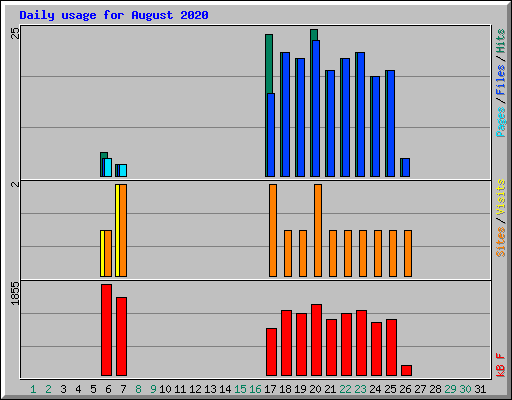 Daily usage for August 2020
25
2
1855
Pages / Files / Hits
Sites / Visits
kB F
1 2 3 4 5 6 7 8 9 10 11 12 13 14 15 16 17 18 19 20 21 22 23 24 25 26 27 28 29 30 31